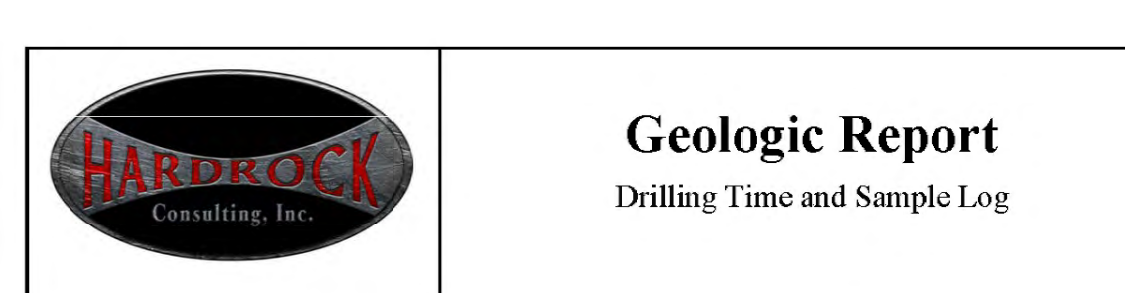 HARDROCK
Consulting, Inc.
Geologic Report
Drilling Time and Sample Log